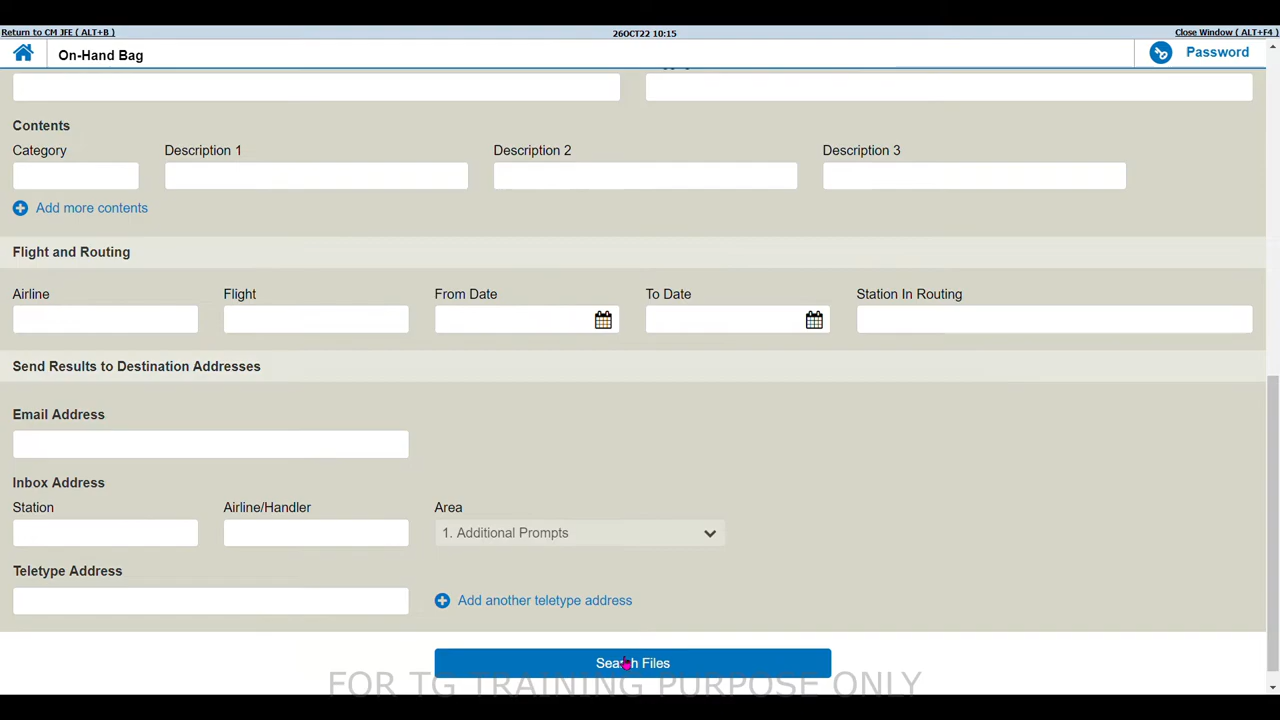 Return to CM JFE ( ALT+B )
26OCT22 10:15
Close Window ( ALT+F4 )
On-Hand Bag
Password
Contents
Category
Description 1
Description 2
Description 3
Add more contents
Flight and Routing
Airline
Flight
From Date
To Date
Station In Routing
Send Results to Destination Addresses
Email Address
Inbox Address
Station
Airline/Handler
Area
1. Additional Prompts
Teletype Address
Add another teletype address
Search Files
FOR TG TRAINING PURPOSE ONLY